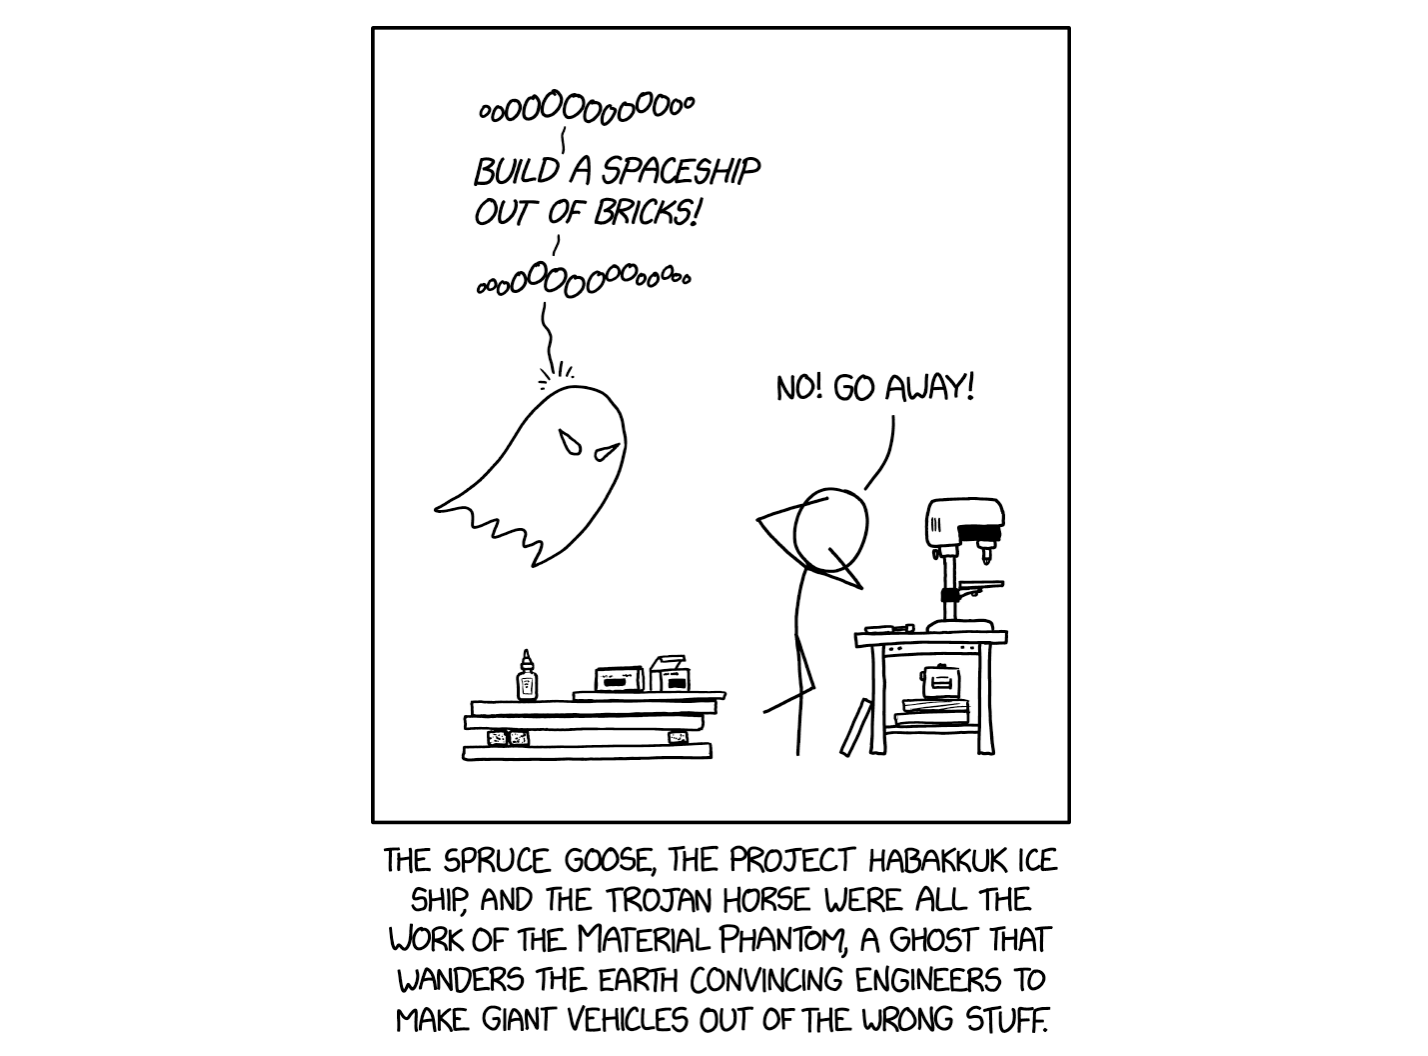 ooOOOOOoooOOoo
BUILD A SPACESHIP
OUT OF BRICKS!
oooOOOOOOOOooooo
NO! GO AWAY!
THE SPRUCE GOOSE, THE PROJECT HABAKKUK ICE
SHIP, AND THE TROJAN HORSE WERE ALL THE
WORK OF THE MATERIAL PHANTOM, A GHOST THAT
WANDERS THE EARTH CONVINCING ENGINEERS TO
MAKE GIANT VEHICLES OUT OF THE WRONG STUFF.